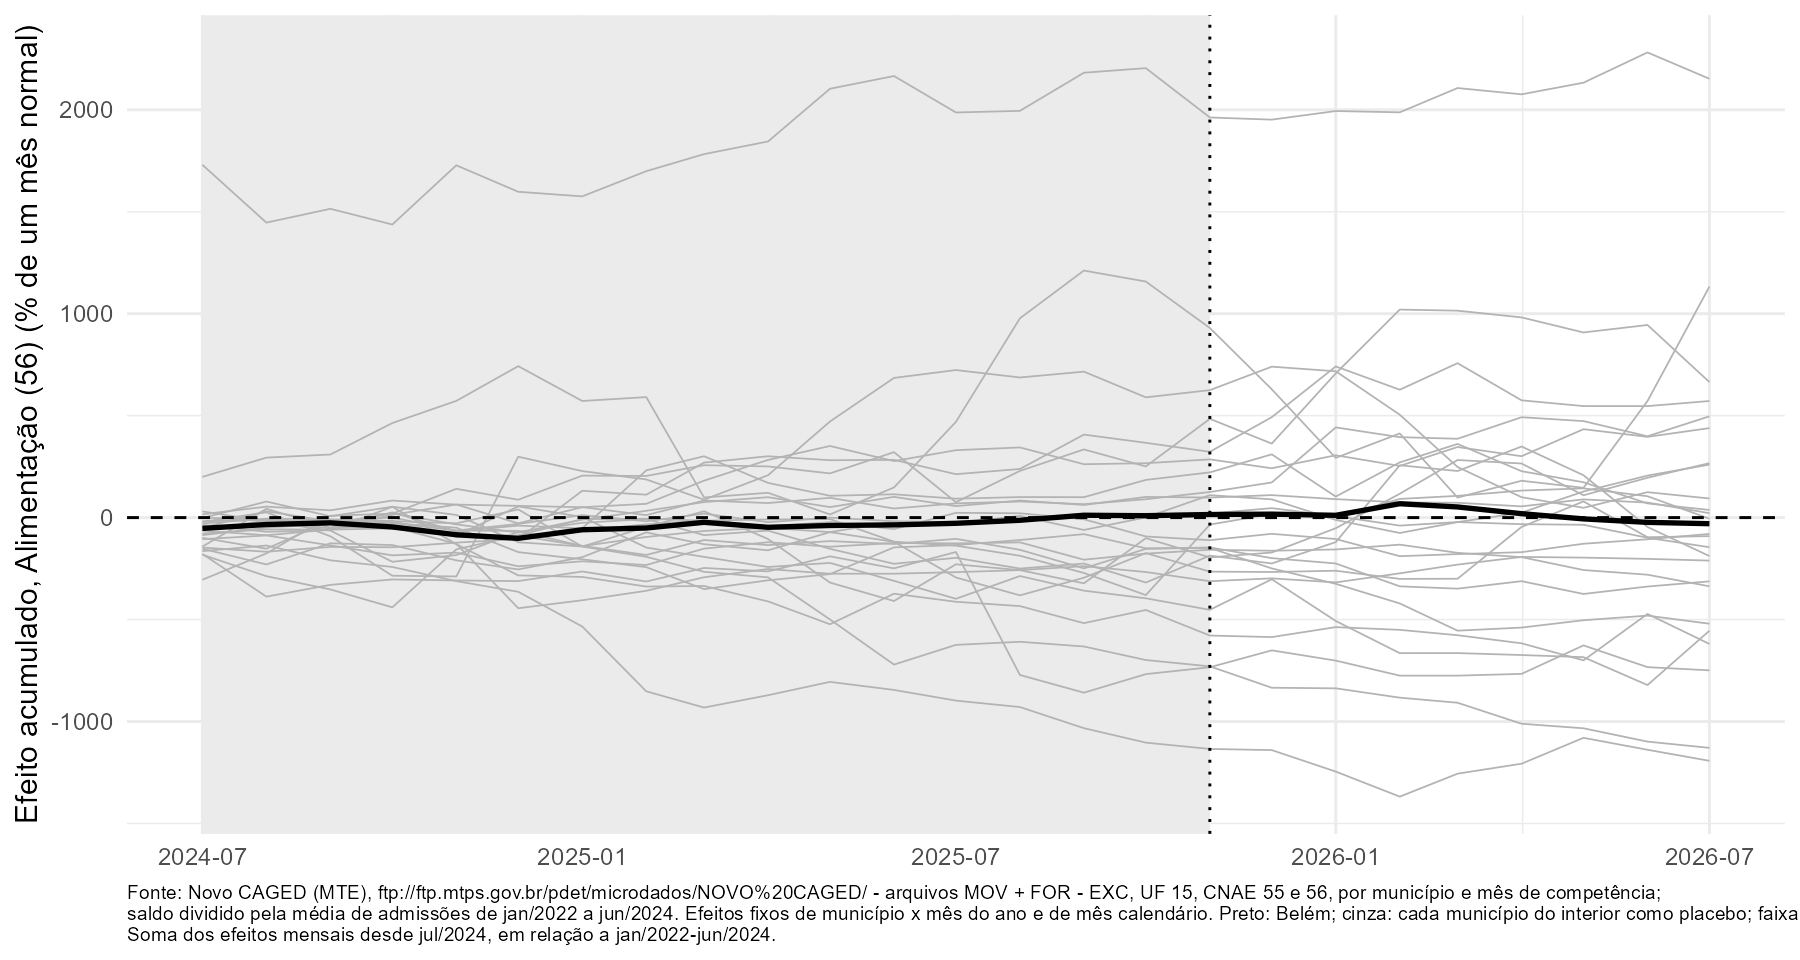 Efeito acumulado, Alimentação (56) (% de um mês normal)
2000
1000
0
-1000
2024-07
2025-01
2025-07
2026-01
2026-07
Fonte: Novo CAGED (MTE), ftp://ftp.mtps.gov.br/pdet/microdados/NOVO%20CAGED/ - arquivos MOV + FOR - EXC, UF 15, CNAE 55 e 56, por município e mês de competência;
saldo dividido pela média de admissões de jan/2022 a jun/2024. Efeitos fixos de município x mês do ano e de mês calendário. Preto: Belém; cinza: cada município do interior como placebo; faixa
Soma dos efeitos mensais desde jul/2024, em relação a jan/2022-jun/2024.